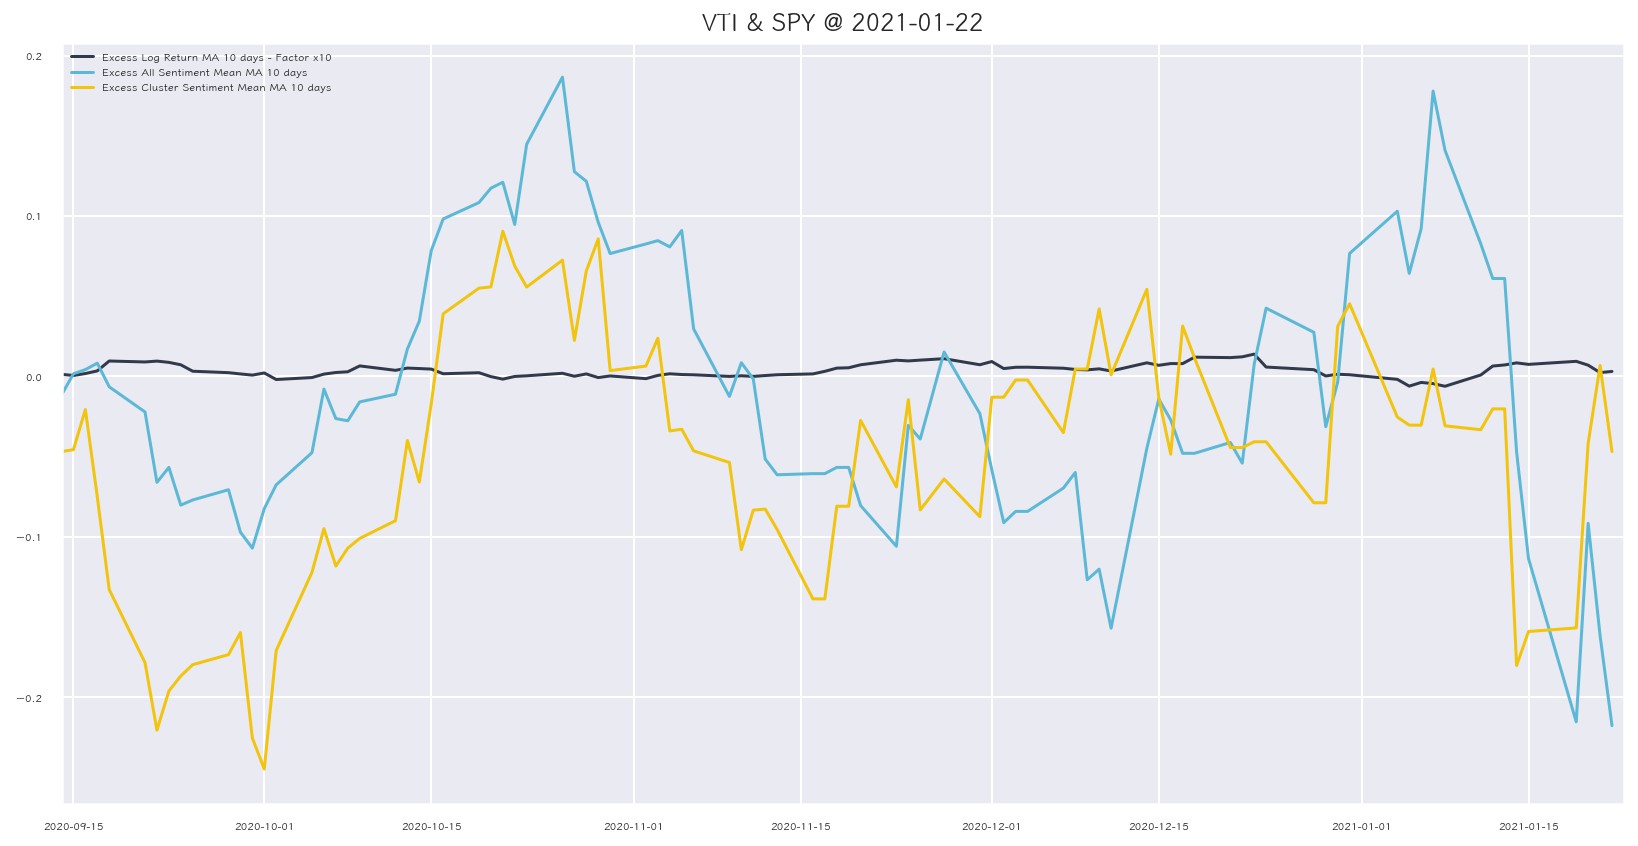 VTI & SPY @ 2021-01-22
Excess Log Return MA 10 days - Factor x10
Excess All Sentiment Mean MA 10 days
Excess Cluster Sentiment Mean MA 10 days
0.2
0.1
0.0
−0.1
−0.2
2020-09-15 2020-10-01 2020-10-15 2020-11-01 2020-11-15 2020-12-01 2020-12-15 2021-01-01 2021-01-15